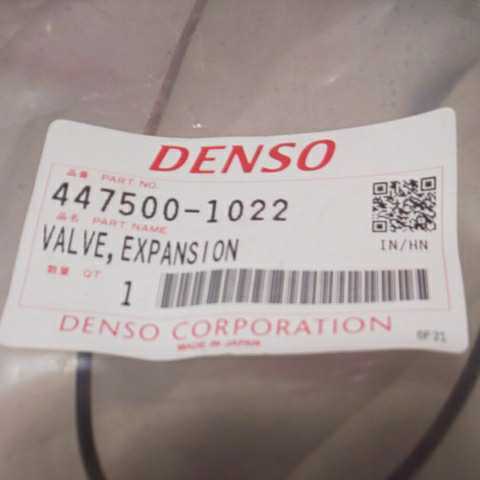 DENSO
品番 PART NO.
447500-1022
品名 PART NAME
VALVE, EXPANSION
IN/HN
数量 QT
1
DENSO CORPORATION
MADE IN JAPAN